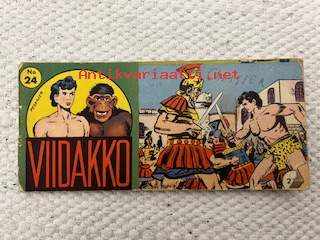 No
24
Antikvariaatti.net
VIIDAKKO